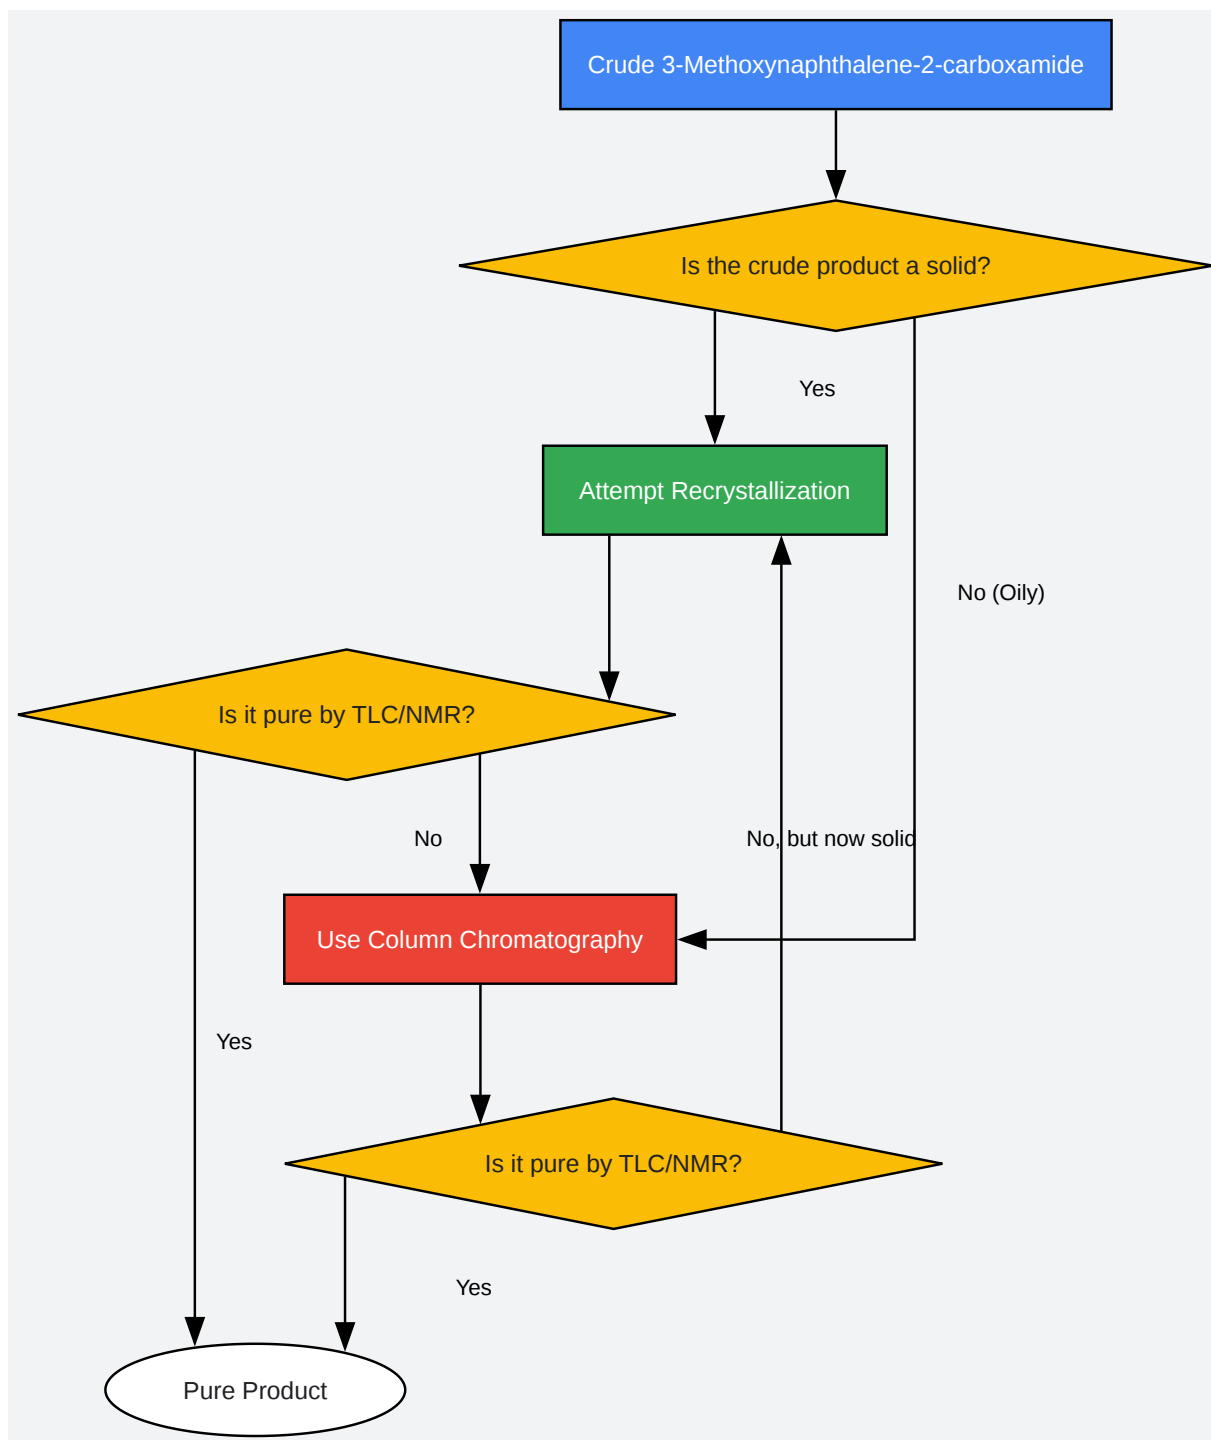 Crude 3-Methoxynaphthalene-2-carboxamide
Is the crude product a solid?
Yes
Attempt Recrystallization
No (Oily)
Is it pure by TLC/NMR?
No
No, but now solid
Use Column Chromatography
Yes
Is it pure by TLC/NMR?
Yes
Pure Product